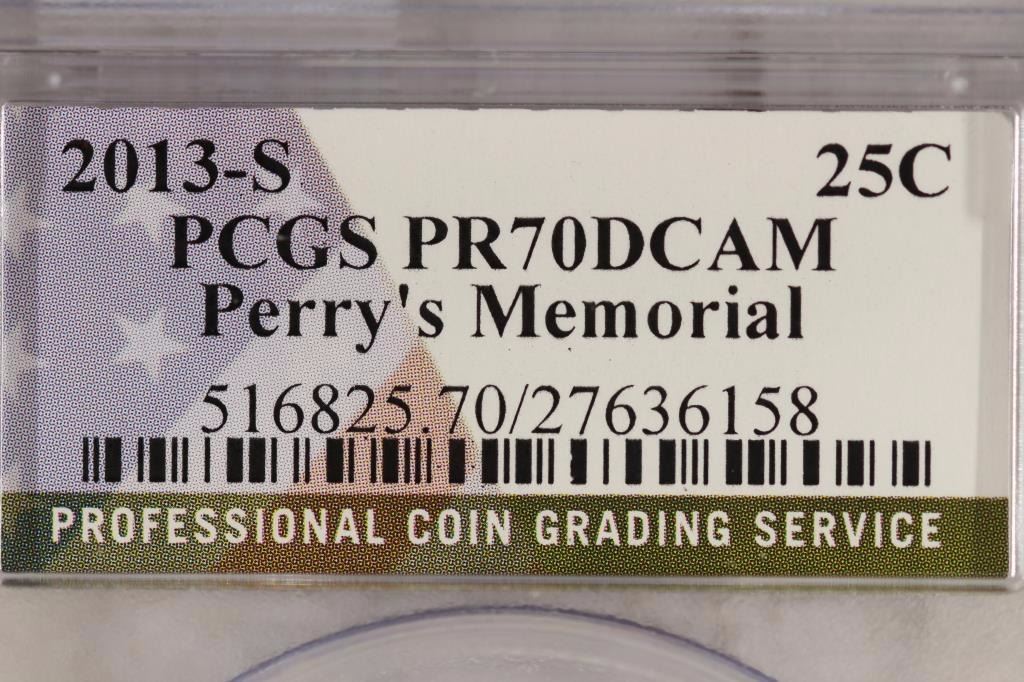 2013-S 25C
PCGS PR70DCAM
Perry's Memorial
516825.70/27636158
PROFESSIONAL COIN GRADING SERVICE